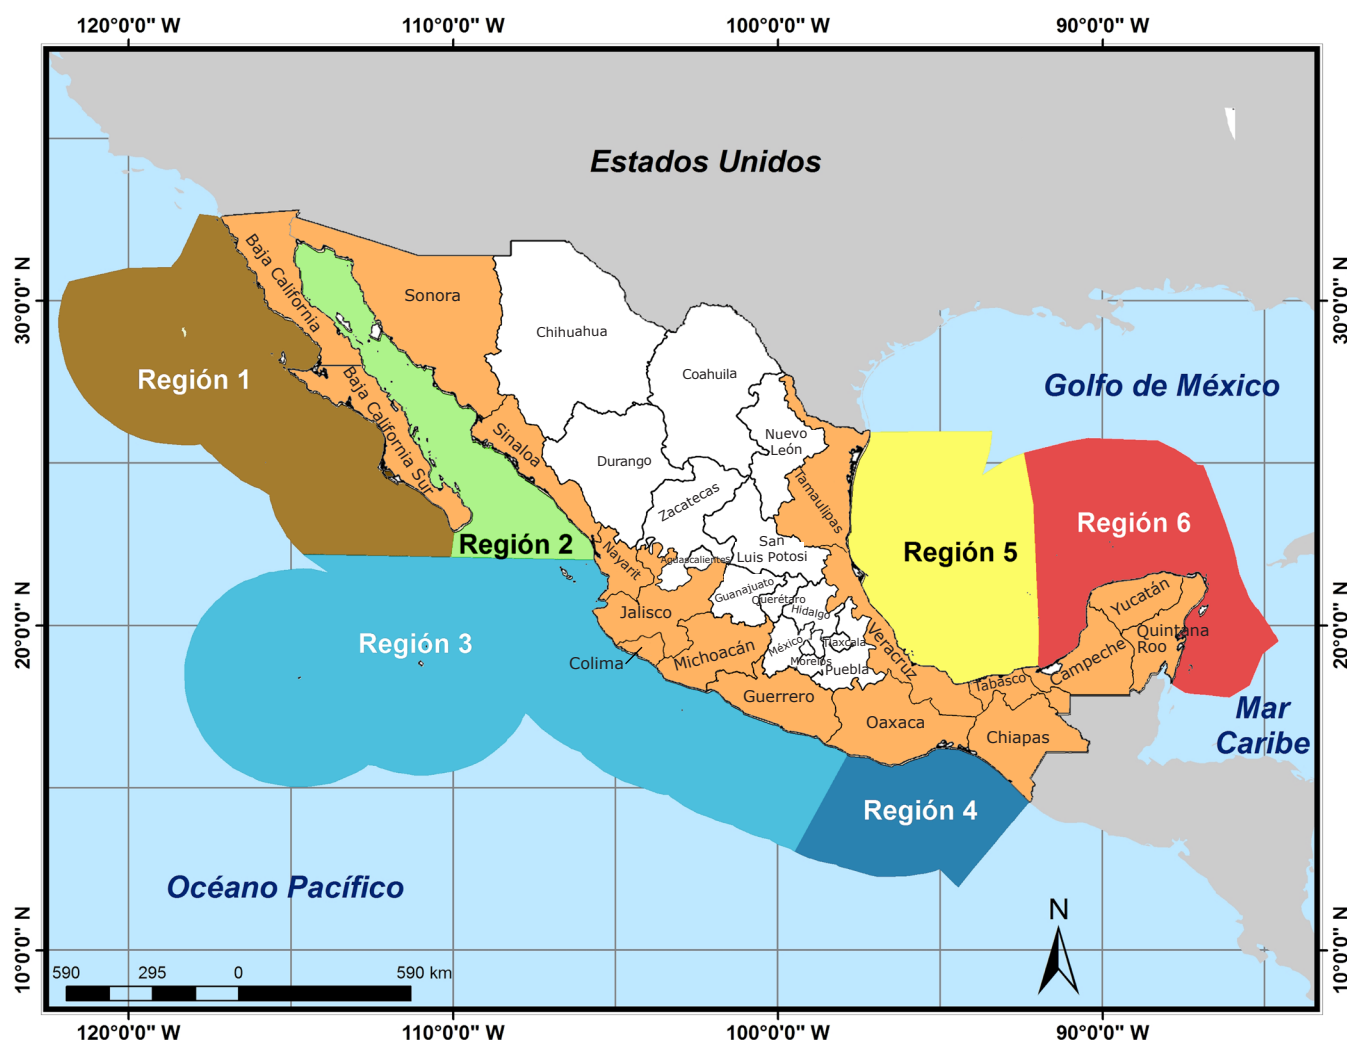 120°0'0" W 110°0'0" W 100°0'0" W 90°0'0" W
Estados Unidos
30°0'0" N
30°0'0" N
Baja California
Sonora
Chihuahua
Región 1
Coahuila
Golfo de México
Baja California Sur
Sinaloa
Nuevo
León
Durango
Tamaulipas
Zacatecas
Región 6
Región 2
San
Luis Potosi
Región 5
Nayarit
Aguascalientes
Guanajuato
Querétaro
Hidalgo
Yucatán
20°0'0" N
20°0'0" N
Jalisco
Región 3
Quintana
Roo
México
Tlaxcala
Veracruz
Colima
Michoacán
Morelos
Puebla
Campeche
Tabasco
Guerrero
Oaxaca
Chiapas
Mar
Caribe
Región 4
Océano Pacífico
N
10°0'0" N
10°0'0" N
590 295 0 590 km
120°0'0" W 110°0'0" W 100°0'0" W 90°0'0" W